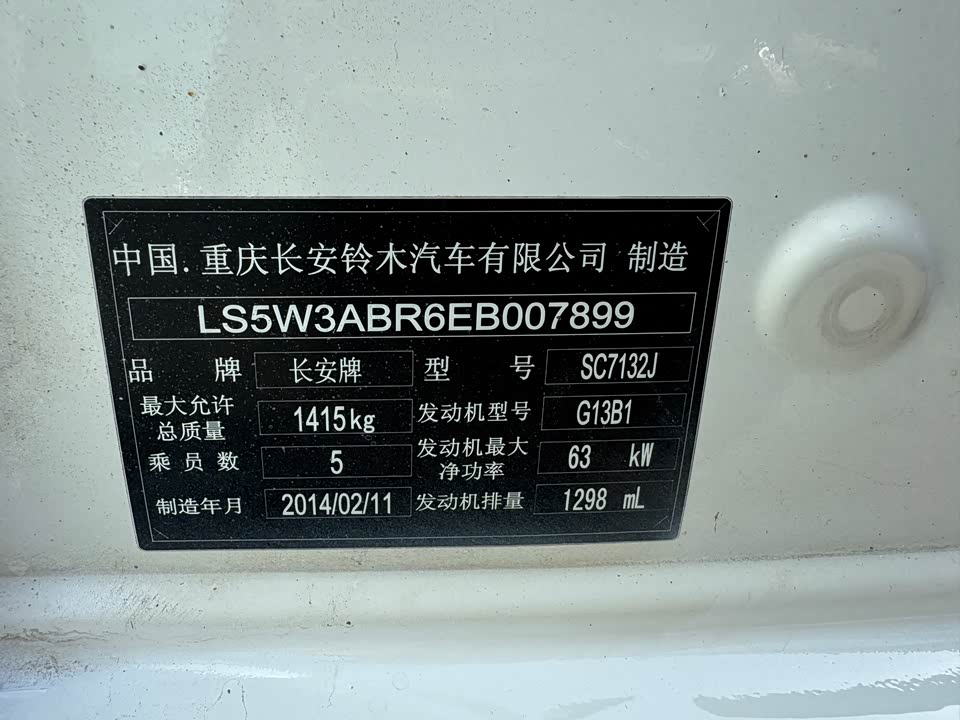 中国.重庆长安铃木汽车有限公司 制造
LS5W3ABR6EB007899
品 牌 长安牌 型 号 SC7132J
最大允许总质量 1415kg 发动机型号 G13B1
乘员数 5 发动机最大净功率 63 kW
制造年月 2014/02/11 发动机排量 1298 mL